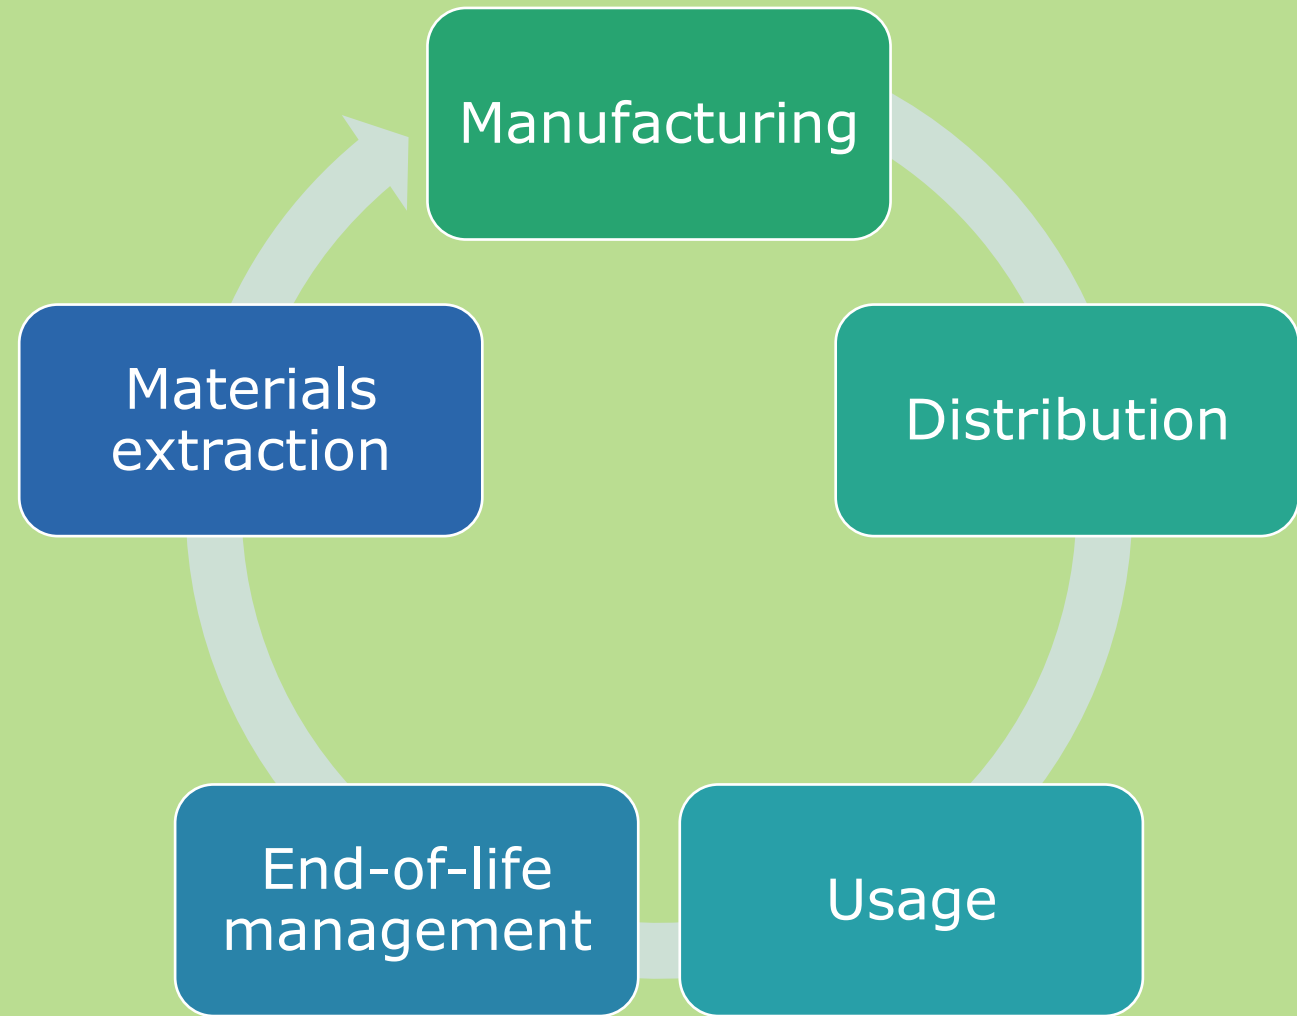 Manufacturing
Materials
extraction
Distribution
End-of-life
management
Usage